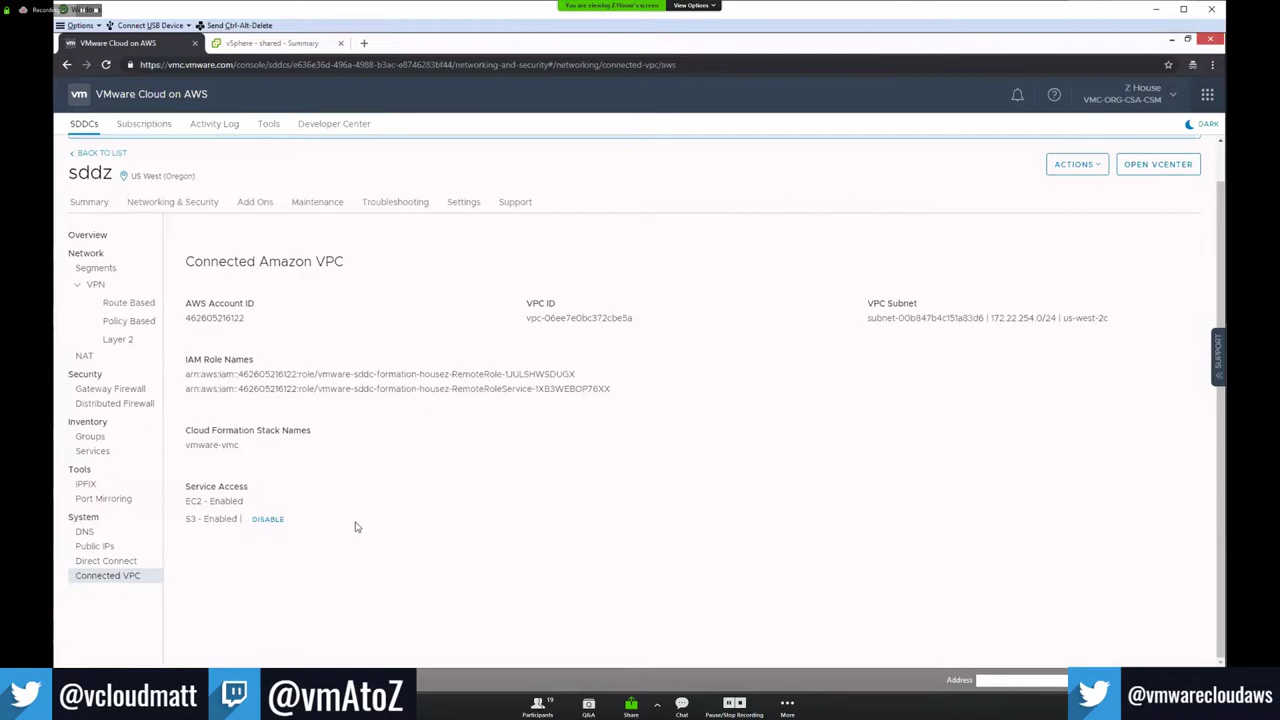 Recording
You are viewing Z House's screen
View Options
Options
Connect USB Device
Send Ctrl-Alt-Delete
VMware Cloud on AWS
vSphere - shared - Summary
https://vmc.vmware.com/console/sddcs/e636e36d-496a-4988-b3ac-e8746283bf44/networking-and-security#/networking/connected-vpc/aws
vm VMware Cloud on AWS
Z House
VMC-ORG-CSA-CSM
SDDCs Subscriptions Activity Log Tools Developer Center
DARK
BACK TO LIST
sddz US West (Oregon)
ACTIONS
OPEN VCENTER
Summary Networking & Security Add Ons Maintenance Troubleshooting Settings Support
Overview
Network
Segments
VPN
Route Based
Policy Based
Layer 2
NAT
Security
Gateway Firewall
Distributed Firewall
Inventory
Groups
Services
Tools
IPFIX
Port Mirroring
System
DNS
Public IPs
Direct Connect
Connected VPC
Connected Amazon VPC
AWS Account ID
462605216122
VPC ID
vpc-06ee7e0bc372cbe5a
VPC Subnet
subnet-00b847b4c151a83d6 | 172.22.254.0/24 | us-west-2c
IAM Role Names
arn:aws:iam::462605216122:role/vmware-sddc-formation-housez-RemoteRole-1JULSHWSDUGX
arn:aws:iam::462605216122:role/vmware-sddc-formation-housez-RemoteRoleService-1XB3WEBOP76XX
Cloud Formation Stack Names
vmware-vmc
Service Access
EC2 - Enabled
S3 - Enabled | DISABLE
SUPPORT
Address
@vcloudmatt
@vmAtoZ
19
Participants
Q&A
Share
Chat
Pause/Stop Recording
More
@vmwarecloudaws